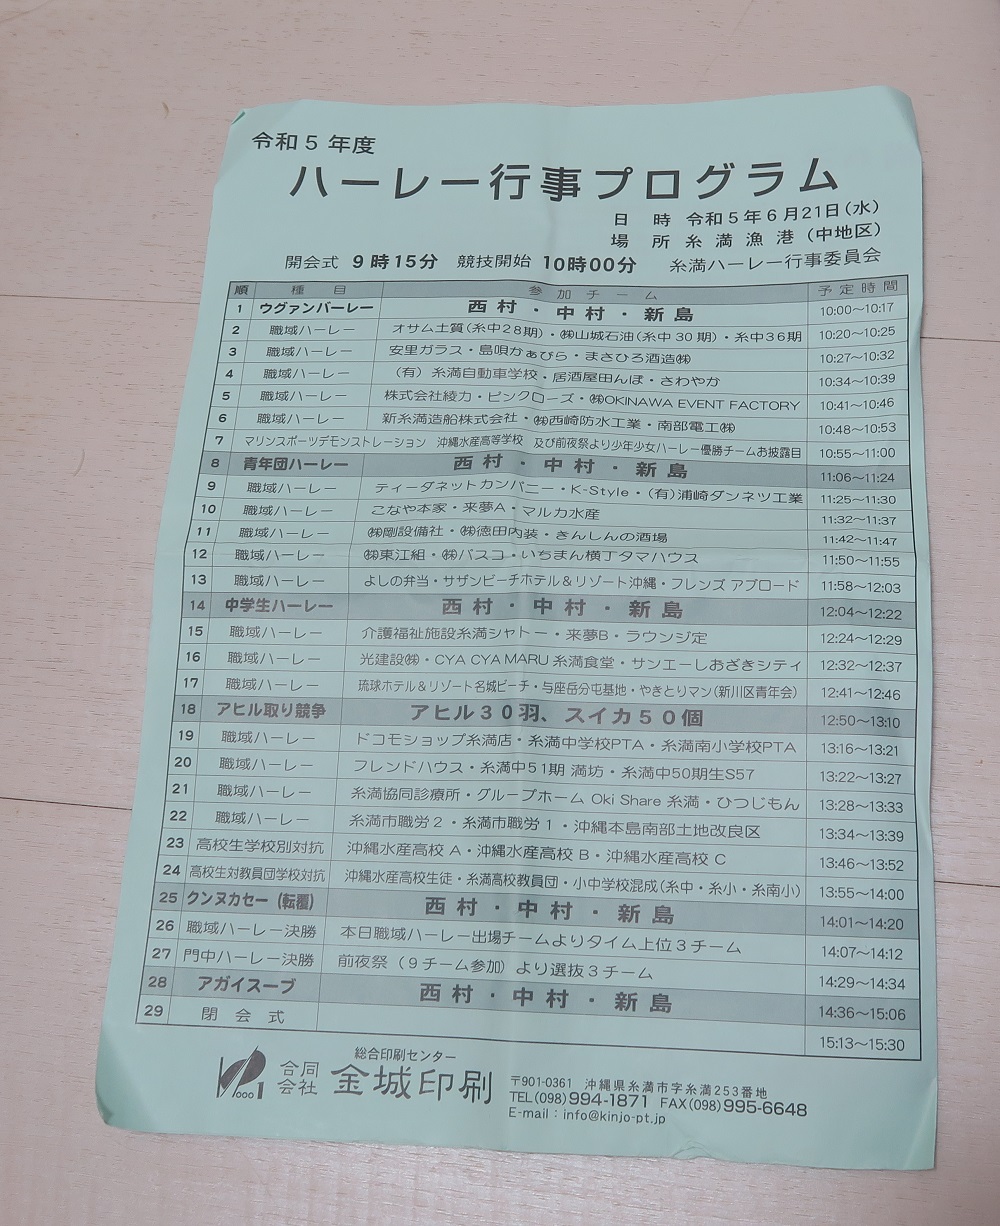 令和5年度
ハーレー行事プログラム
日 時 令和5年6月21日(水)
場 所 糸満漁港(中地区)
開会式 9時15分 競技開始 10時00分 糸満ハーレー行事委員会
順 種目 参加チーム 予定時間
1 ウグァンバーレー 西村・中村・新島 10:00～10:17
2 職域ハーレー オサム土質(糸中28期)・㈱山城石油(糸中30期)・糸中36期 10:20～10:25
3 職域ハーレー 安里ガラス・島唄かぁぴら・まさひろ酒造㈱ 10:27～10:32
4 職域ハーレー (有)糸満自動車学校・居酒屋田んぼ・さわやか 10:34～10:39
5 職域ハーレー 株式会社綾力・ピンクローズ・㈱OKINAWA EVENT FACTORY 10:41～10:46
6 職域ハーレー 新糸満造船株式会社・㈱西崎防水工業・南部電工㈱ 10:48～10:53
7 マリンスポーツデモンストレーション 沖縄水産高等学校 及び前夜祭より少年少女ハーレー優勝チームお披露目 10:55～11:00
8 青年団ハーレー 西村・中村・新島 11:06～11:24
9 職域ハーレー ティーダネットカンパニー・K-Style・(有)浦崎ダンネツ工業 11:25～11:30
10 職域ハーレー こなや本家・来夢A・マルカ水産 11:32～11:37
11 職域ハーレー ㈱剛設備社・㈱徳田内装・きんしんの酒場 11:42～11:47
12 職域ハーレー ㈱東江組・㈱パスコ・いちまん横丁タマハウス 11:50～11:55
13 職域ハーレー よしの弁当・サザンビーチホテル＆リゾート沖縄・フレンズ アブロード 11:58～12:03
14 中学生ハーレー 西村・中村・新島 12:04～12:22
15 職域ハーレー 介護福祉施設糸満シャトー・来夢B・ラウンジ定 12:24～12:29
16 職域ハーレー 光建設㈱・CYA CYA MARU 糸満食堂・サンエーしおざきシティ 12:32～12:37
17 職域ハーレー 琉球ホテル＆リゾート名城ビーチ・与座岳分屯基地・やきとりマン(新川区青年会) 12:41～12:46
18 アヒル取り競争 アヒル30羽、スイカ50個 12:50～13:10
19 職域ハーレー ドコモショップ糸満店・糸満中学校PTA・糸満南小学校PTA 13:16～13:21
20 職域ハーレー フレンドハウス・糸満中51期 満坊・糸満中50期生S57 13:22～13:27
21 職域ハーレー 糸満協同診療所・グループホーム Oki Share 糸満・ひつじもん 13:28～13:33
22 職域ハーレー 糸満市職労2・糸満市職労1・沖縄本島南部土地改良区 13:34～13:39
23 高校生学校別対抗 沖縄水産高校 A・沖縄水産高校 B・沖縄水産高校 C 13:46～13:52
24 高校生対教員団学校対抗 沖縄水産高校生徒・糸満高校教員団・小中学校混成(糸中・糸小・糸南小) 13:55～14:00
25 クンヌカセー(転覆) 西村・中村・新島 14:01～14:20
26 職域ハーレー決勝 本日職域ハーレー出場チームよりタイム上位3チーム 14:07～14:12
27 門中ハーレー決勝 前夜祭(9チーム参加)より選抜3チーム 14:29～14:34
28 アガイスーブ 西村・中村・新島 14:36～15:06
29 閉会式 15:13～15:30
総合印刷センター
合同会社 金城印刷
〒901-0361 沖縄県糸満市字糸満253番地
TEL(098)994-1871 FAX(098)995-6648
E-mail：info@kinjo-pt.jp